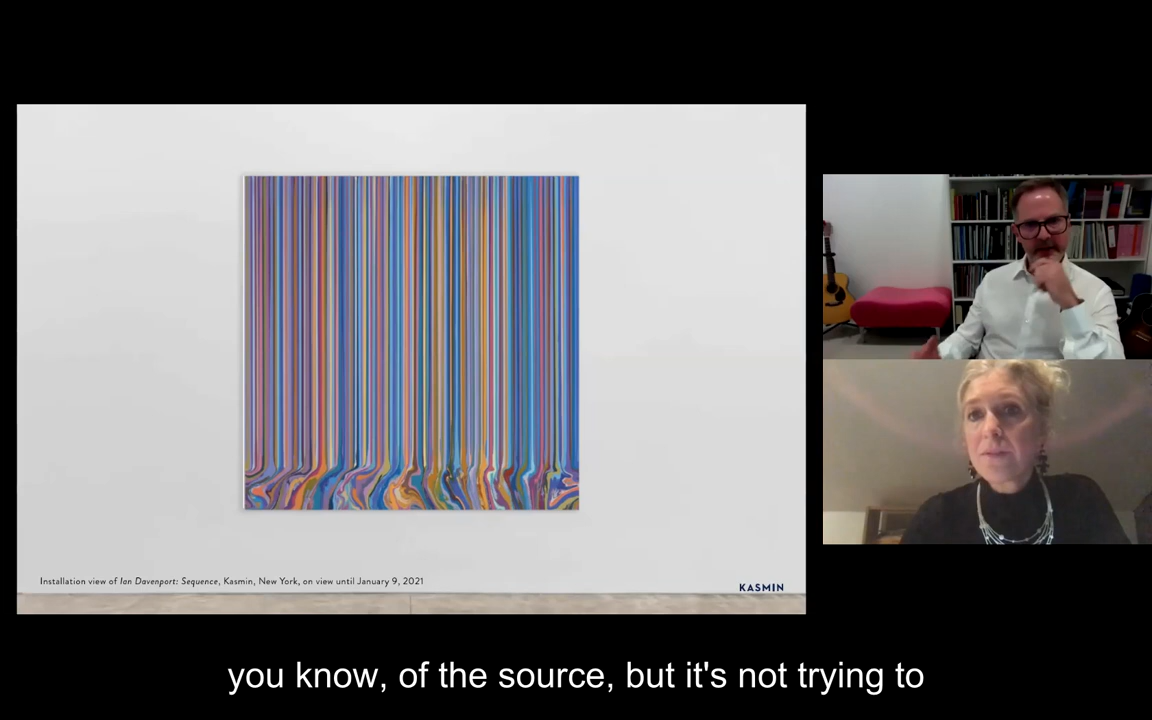 Installation view of Ion Davenport: Sequence, Kasmin, New York, on view until January 9, 2021
KASMIN
you know, of the source, but it's not trying to